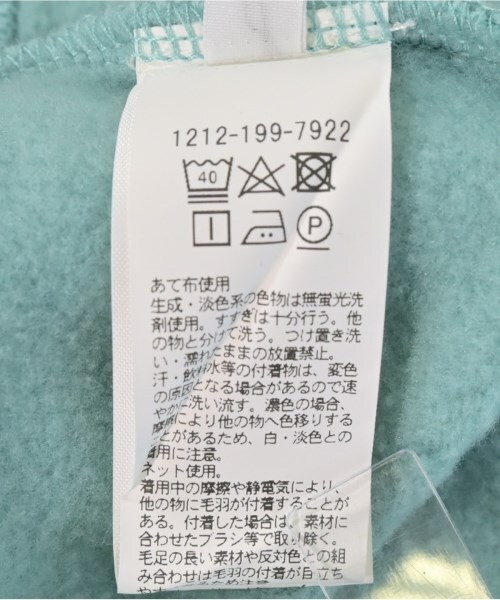 1212-199-7922
40
P
あて布使用
生成・淡色系の色物は無蛍光洗
剤使用。すすぎは十分行う。他
の物と分けて洗う。つけ置き洗
い・濡れたままの放置禁止。
汗・飲料水等の付着物は、変色
の原因となる場合があるので速
やかに洗い流す。濃色の場合、
摩擦により他の物へ色移りする
ことがあるため、白・淡色との
着用に注意。
ネット使用。
着用中の摩擦や静電気により、
他の物に毛羽が付着することが
ある。付着した場合は、素材に
合わせたブラシ等で取り除く。
毛足の長い素材や反対色との組
み合わせは毛羽の付着が目立ち